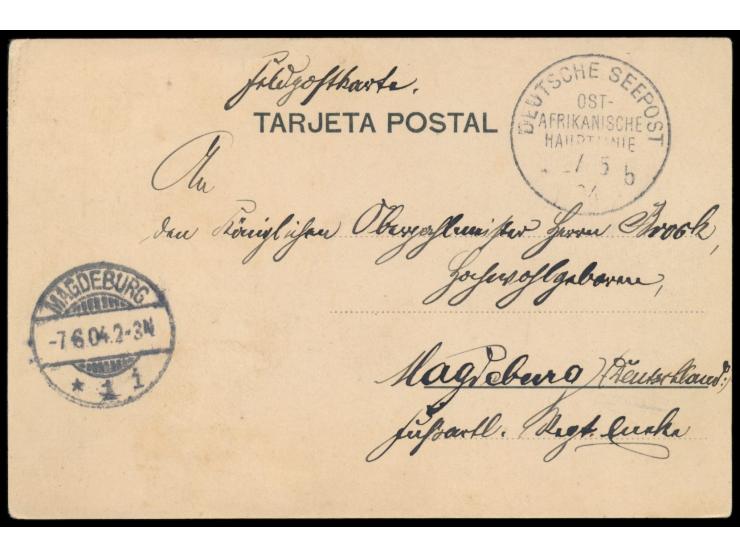 Feldpostkarte.
TARJETA POSTAL
DEUTSCHE SEEPOST
OST-
AFRIKANISCHE
HAUPTLINIE
7 5 b
04
An
den Königlichen Oberzahlmeister Herrn Brock,
Hochwohlgeboren,
MAGDEBURG
-7.6.04.2-3N
* 1 i
Magdeburg /:Deutschland:/
Fußartl. Regt. Encke